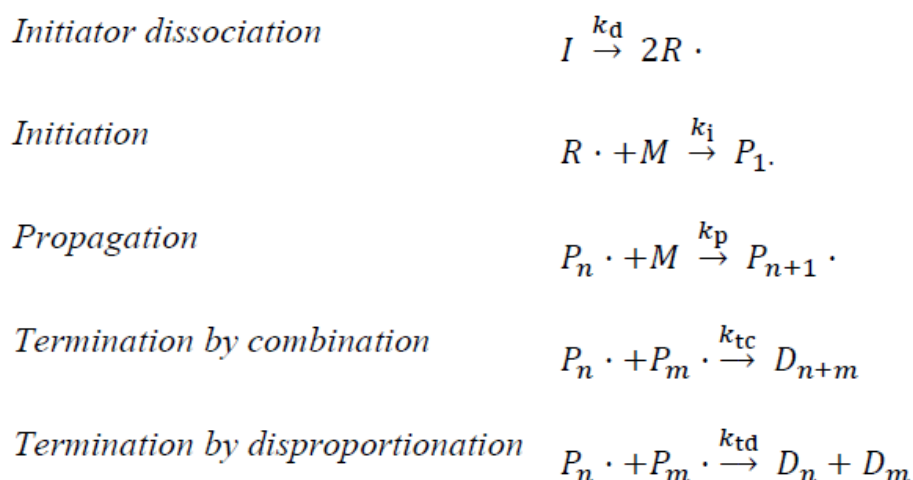 Initiator dissociation I k_d→ 2R ·
Initiation R · +M k_i→ P_1·
Propagation P_n · +M k_p→ P_{n+1} ·
Termination by combination P_n · +P_m · k_tc→ D_{n+m}
Termination by disproportionation P_n · +P_m · k_td→ D_n + D_m